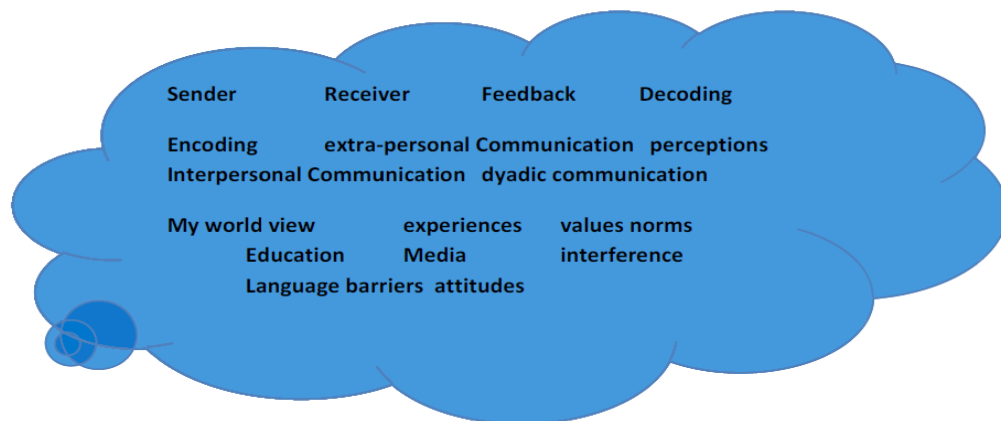 Sender Receiver Feedback Decoding
Encoding extra-personal Communication perceptions
Interpersonal Communication dyadic communication
My world view experiences values norms
Education Media interference
Language barriers attitudes